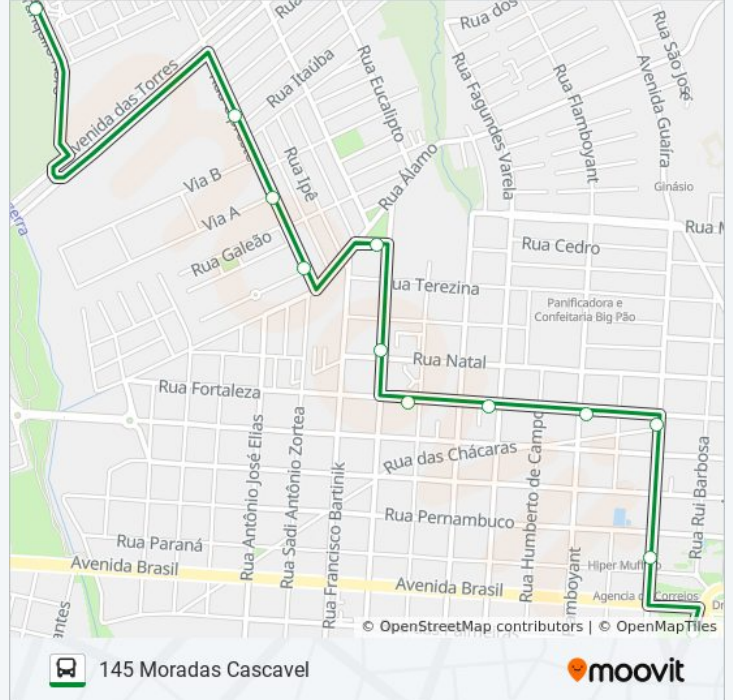 Rua
Rua dos
Rua São José
Avenida das Torres
Rua Itaúba
Rua Eucalipto
Rua Fagundes Varela
Rua Flamboyant
Avenida Guaíra
Via B
Rua Ipê
Rua Álamo
Ginásio
Via A
Rua Galeão
Rua Cedro
Rua Terezina
Panificadora e
Confeitaria Big Pão
Rua Natal
Rua Fortaleza
Rua Antônio José Elias
Rua Sadi Antônio Zortea
Rua Francisco Bartinik
Rua das Chácaras
Rua Humberto de Campo
Rua Rui Barbosa
Rua Pernambuco
Rua Paraná
Avenida Brasil
Avenida Brasil
Hiper Muff
Agencia de Correios
© OpenStreetMap contributors | © OpenMapTiles
145 Moradas Cascavel
moovit